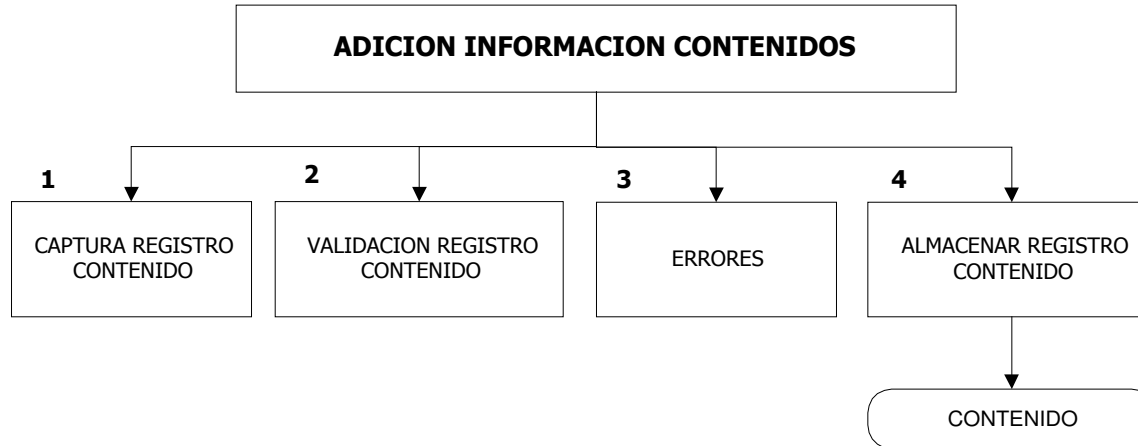 ADICION INFORMACION CONTENIDOS
1
2
3
4
CAPTURA REGISTRO
CONTENIDO
VALIDACION REGISTRO
CONTENIDO
ERRORES
ALMACENAR REGISTRO
CONTENIDO
CONTENIDO